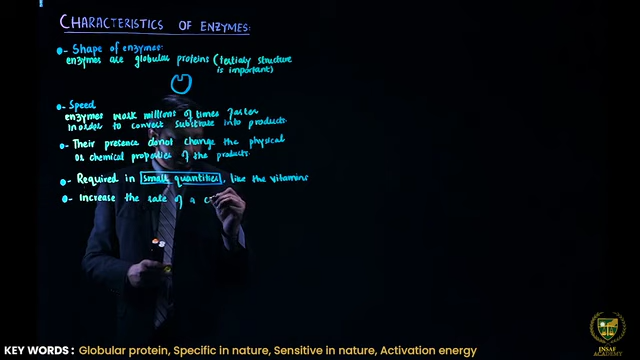 CHARACTERISTICS OF ENZYMES:
- Shape of enzymes:
enzymes are globular proteins (tertiary structure
is important)
- Speed
enzymes work millions of times faster
in order to convert substrate into products.
- Their presence donot change the physical
or chemical properties of the products.
- Required in small quantities, like the vitamins
- Increase the rate of a c
INSAF
ACADEMY
KEY WORDS : Globular protein, Specific in nature, Sensitive in nature, Activation energy